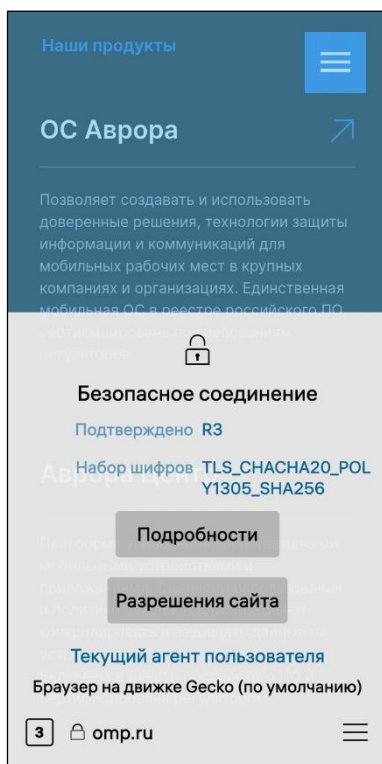 Наши продукты
ОС Аврора
Позволяет создавать и использовать
доверенные решения, технологии защиты
информации и коммуникаций для
мобильных рабочих мест в крупных
компаниях и организациях. Единственная
мобильная ОС в реестре российского ПО,
Безопасное соединение
Подтверждено R3
Аврора Центр
Набор шифров TLS_CHACHA20_POL
Y1305_SHA256
Подробности
Разрешения сайта
Текущий агент пользователя
Браузер на движке Gecko (по умолчанию)
3 omp.ru